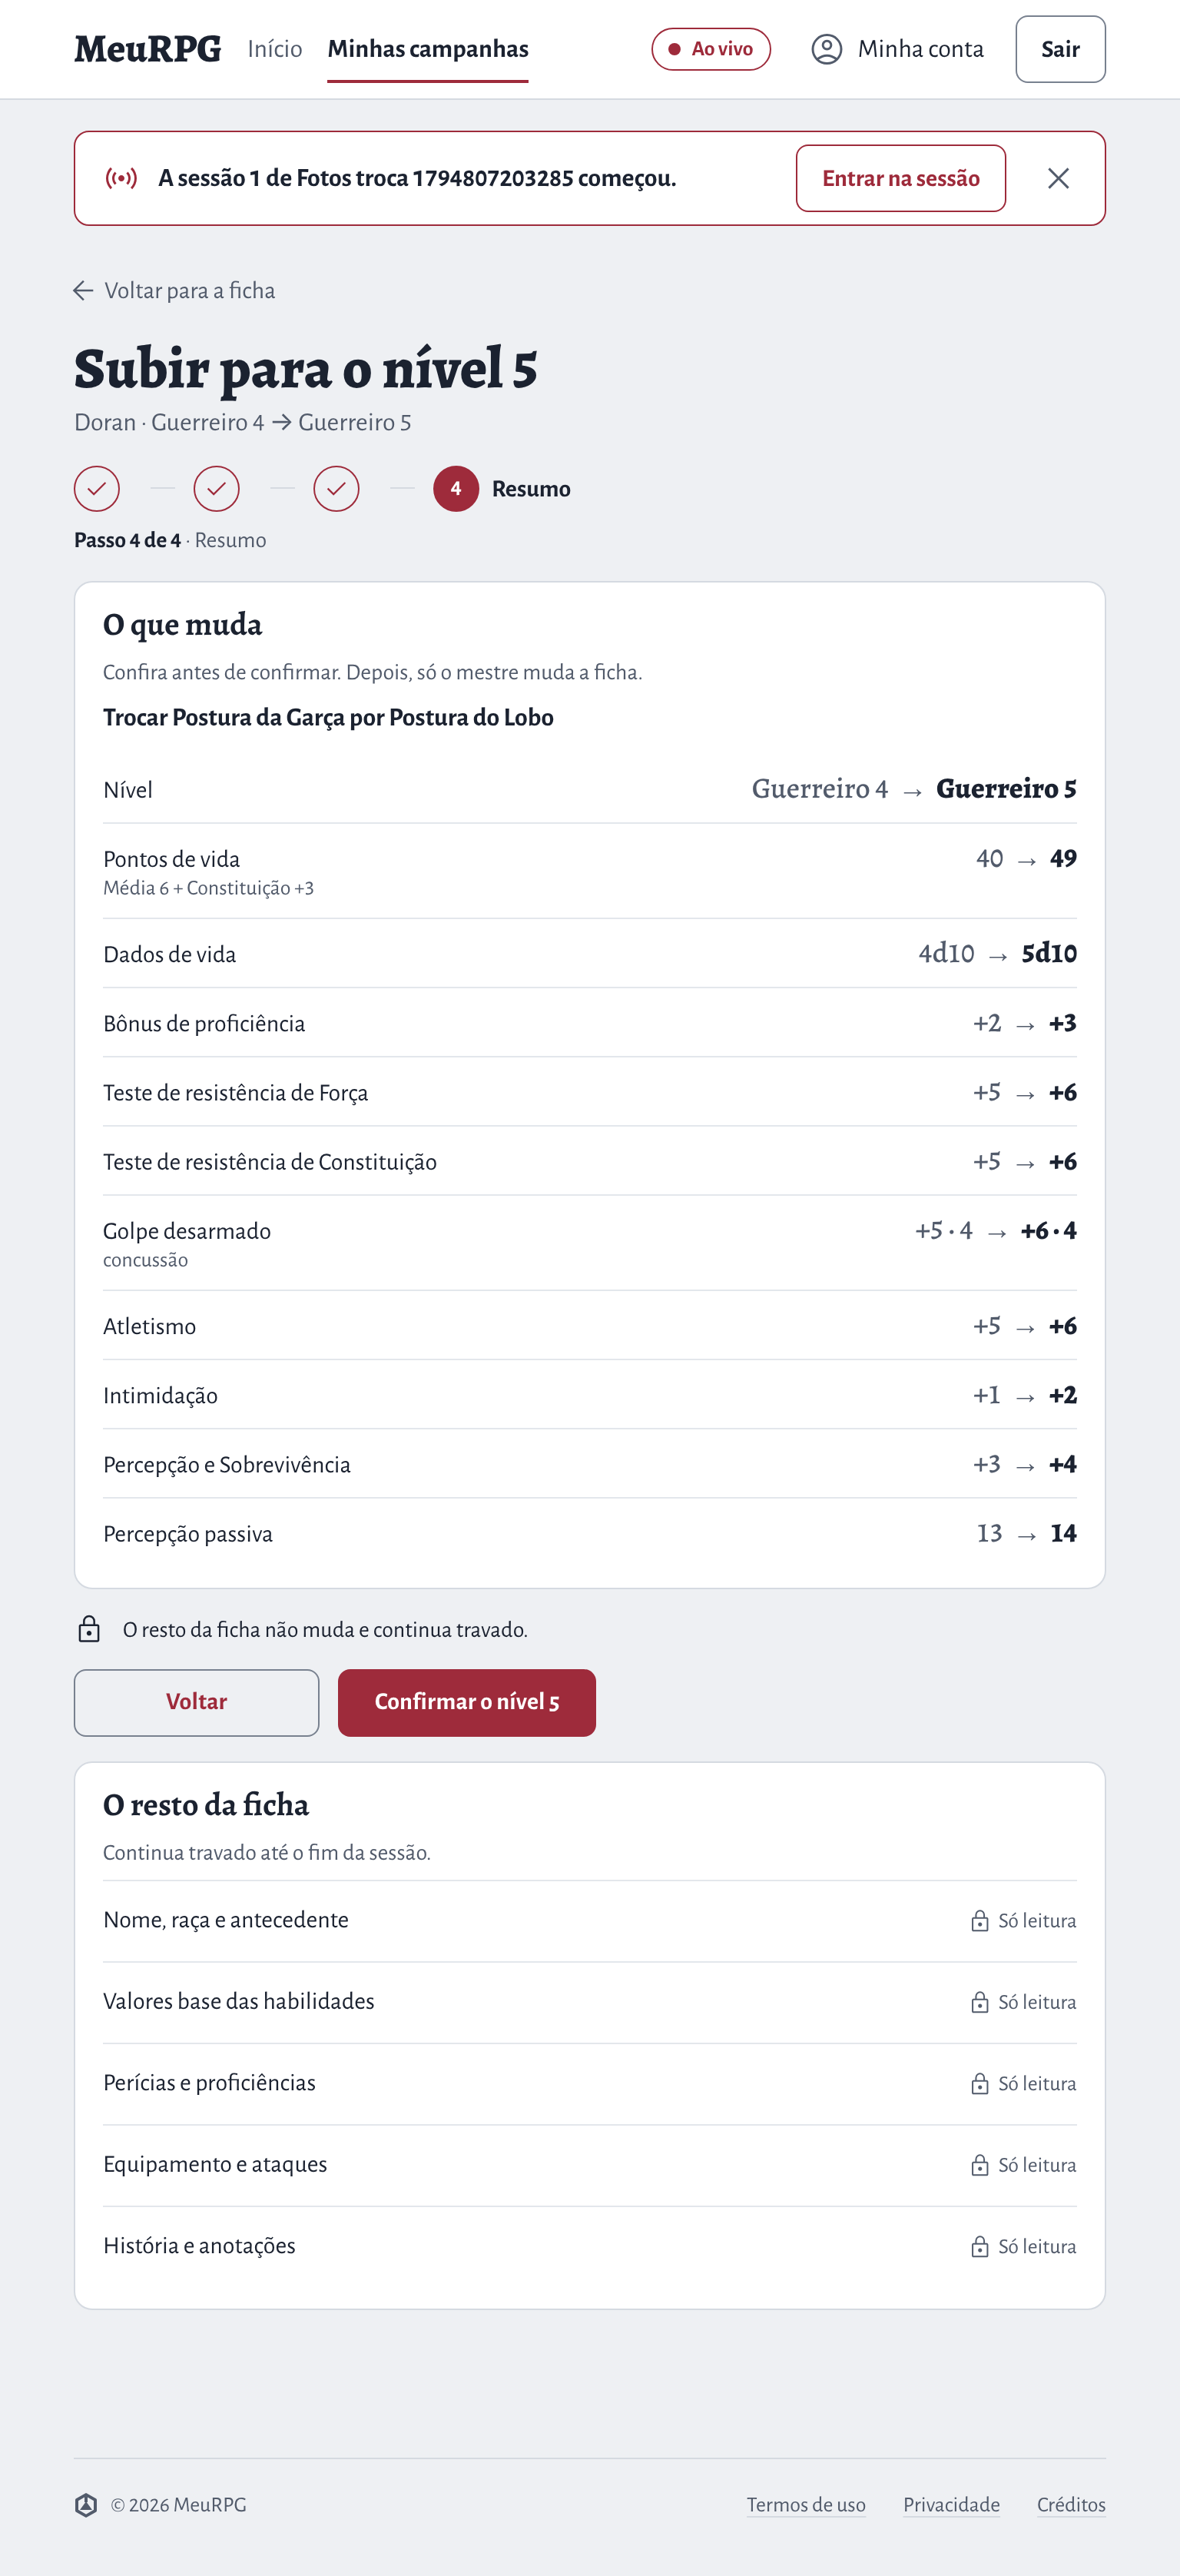 MeuRPG Início Minhas campanhas Ao vivo Minha conta Sair
A sessão 1 de Fotos troca 1794807203285 começou. Entrar na sessão
Voltar para a ficha
Subir para o nível 5
Doran · Guerreiro 4 → Guerreiro 5
4 Resumo
Passo 4 de 4 · Resumo
O que muda
Confira antes de confirmar. Depois, só o mestre muda a ficha.
Trocar Postura da Garça por Postura do Lobo
Nível Guerreiro 4 → Guerreiro 5
Pontos de vida 40 → 49
Média 6 + Constituição +3
Dados de vida 4d10 → 5d10
Bônus de proficiência +2 → +3
Teste de resistência de Força +5 → +6
Teste de resistência de Constituição +5 → +6
Golpe desarmado +5 · 4 → +6 · 4
concussão
Atletismo +5 → +6
Intimidação +1 → +2
Percepção e Sobrevivência +3 → +4
Percepção passiva 13 → 14
O resto da ficha não muda e continua travado.
Voltar Confirmar o nível 5
O resto da ficha
Continua travado até o fim da sessão.
Nome, raça e antecedente Só leitura
Valores base das habilidades Só leitura
Perícias e proficiências Só leitura
Equipamento e ataques Só leitura
História e anotações Só leitura
© 2026 MeuRPG Termos de uso Privacidade Créditos